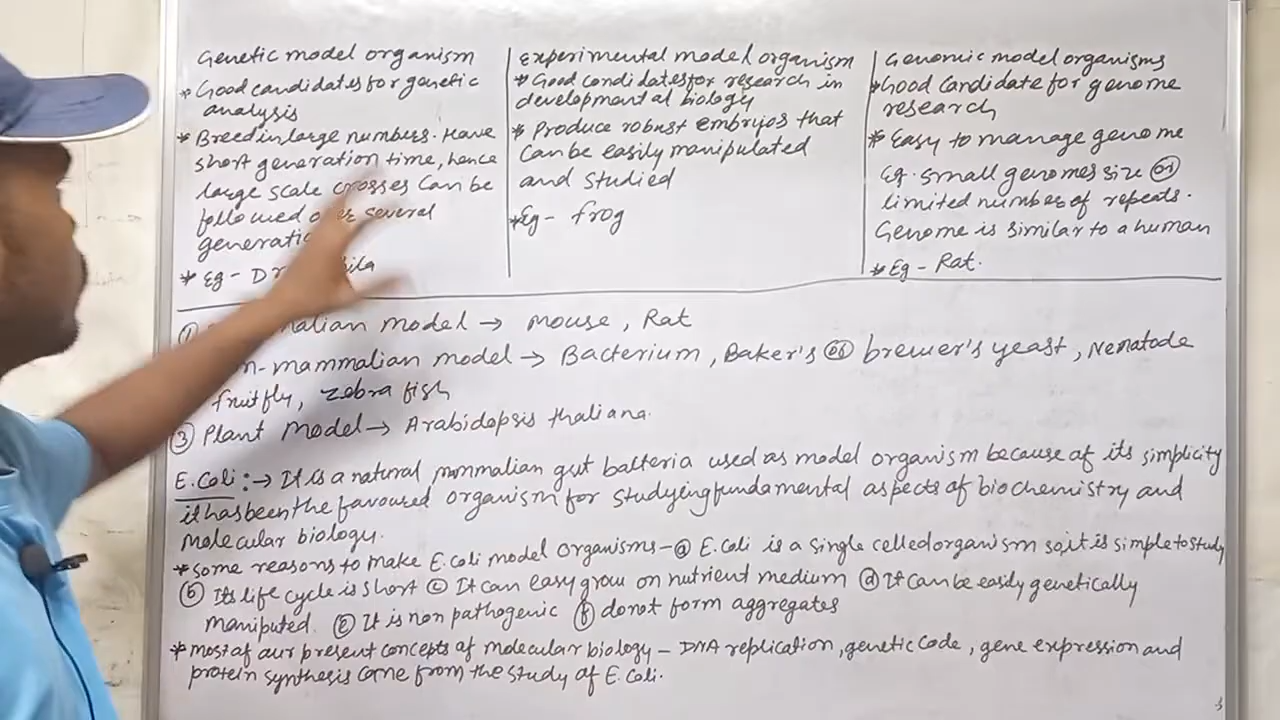 Genetic model organism
* Good candidates for genetic
analysis
* Breed in large numbers. Have
short generation time, hence
large scale crosses can be
followed several
generati
* Eg - Dr
Experimental model organism
* Good candidates for research in
developmental biology
* Produce robust embryos that
can be easily manipulated
and studied
* Eg - frog
Genomic model organisms
* Good candidate for genome
research
* Easy to manage genome
Eg. small genomes size or
limited number of repeats.
Genome is similar to a human
* Eg - Rat.
① malian model → mouse, Rat
n-mammalian model → Bacterium, Baker's or brewer's yeast, Nematode
fruitfly, zebra fish
③ Plant Model → Arabidopsis thaliana.
E.Coli :→ It is a natural mammalian gut bacteria used as model organism because of its simplicity
it has been the favoured organism for studying fundamental aspects of biochemistry and
molecular biology.
* some reasons to make E.coli model organisms - ⓐ E.coli is a single celled organism so it is simple to study
ⓑ Its life cycle is short ⓒ It can easy grow on nutrient medium ⓓ It can be easily genetically
maniputed. ⓔ It is non pathogenic ⓕ do not form aggregates
* most of our present concepts of molecular biology - DNA replication, genetic code, gene expression and
protein synthesis come from the study of E.coli.